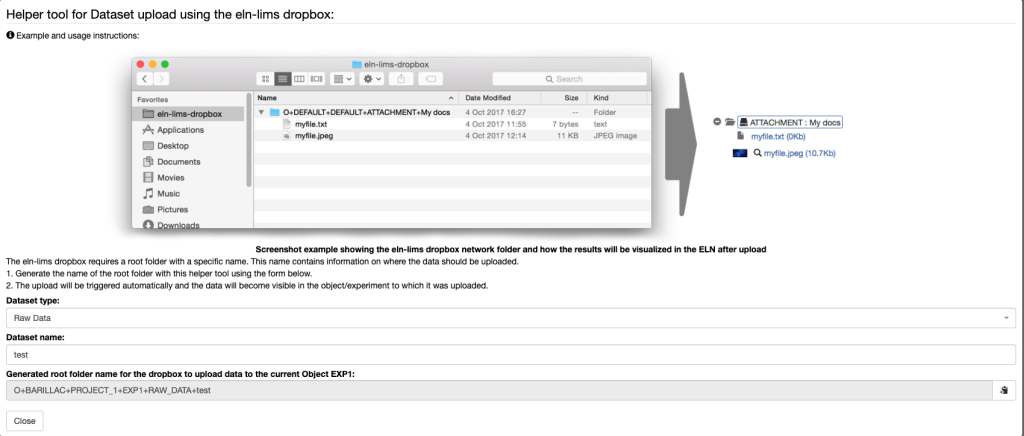 Helper tool for Dataset upload using the eln-lims dropbox:
Example and usage instructions:
eln-lims-dropbox
Search
Favorites
eln-lims-dropbox
Applications
Desktop
Documents
Movies
Music
Pictures
Downloads
Name Date Modified Size Kind
O+DEFAULT+DEFAULT+ATTACHMENT+My docs 4 Oct 2017 16:27 -- Folder
myfile.txt 4 Oct 2017 11:55 7 bytes text
myfile.jpeg 4 Oct 2017 12:14 11 KB JPEG image
ATTACHMENT : My docs
myfile.txt (0Kb)
myfile.jpeg (10.7Kb)
Screenshot example showing the eln-lims dropbox network folder and how the results will be visualized in the ELN after upload
The eln-lims dropbox requires a root folder with a specific name. This name contains information on where the data should be uploaded.
1. Generate the name of the root folder with this helper tool using the form below.
2. The upload will be triggered automatically and the data will become visible in the object/experiment to which it was uploaded.
Dataset type:
Raw Data
Dataset name:
test
Generated root folder name for the dropbox to upload data to the current Object EXP1:
O+BARILLAC+PROJECT_1+EXP1+RAW_DATA+test
Close